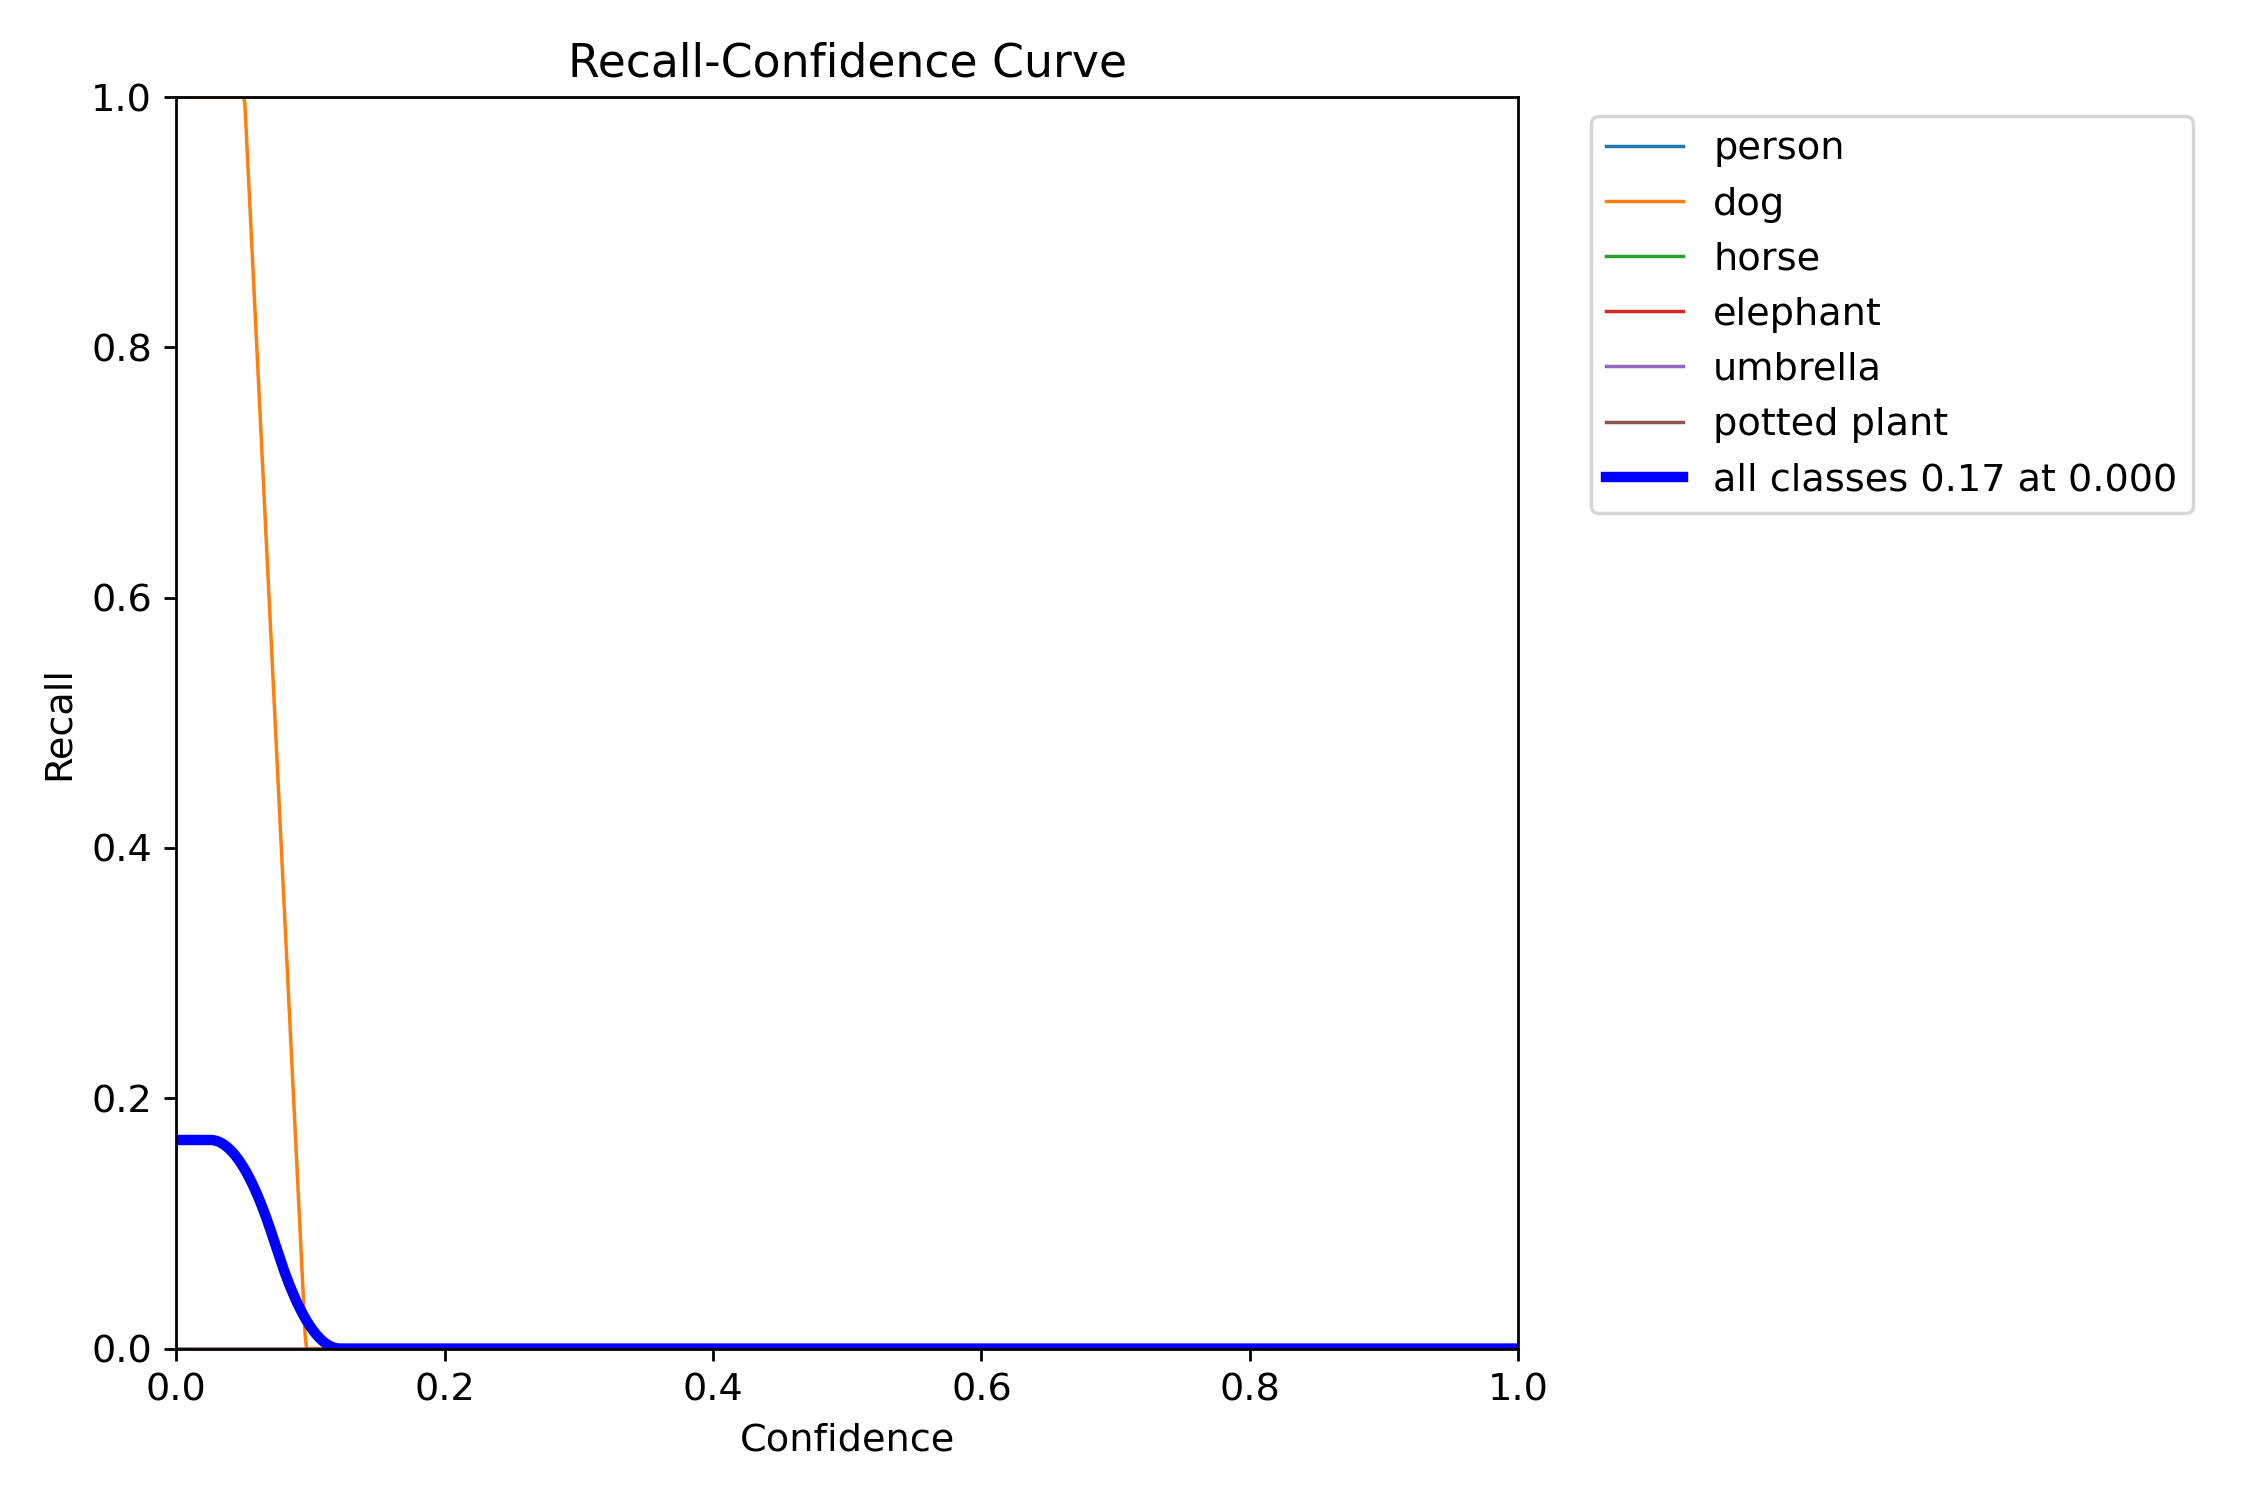 Recall-Confidence Curve
1.0
0.8
0.6
0.4
0.2
0.0
Recall
0.0 0.2 0.4 0.6 0.8 1.0
Confidence
person
dog
horse
elephant
umbrella
potted plant
all classes 0.17 at 0.000